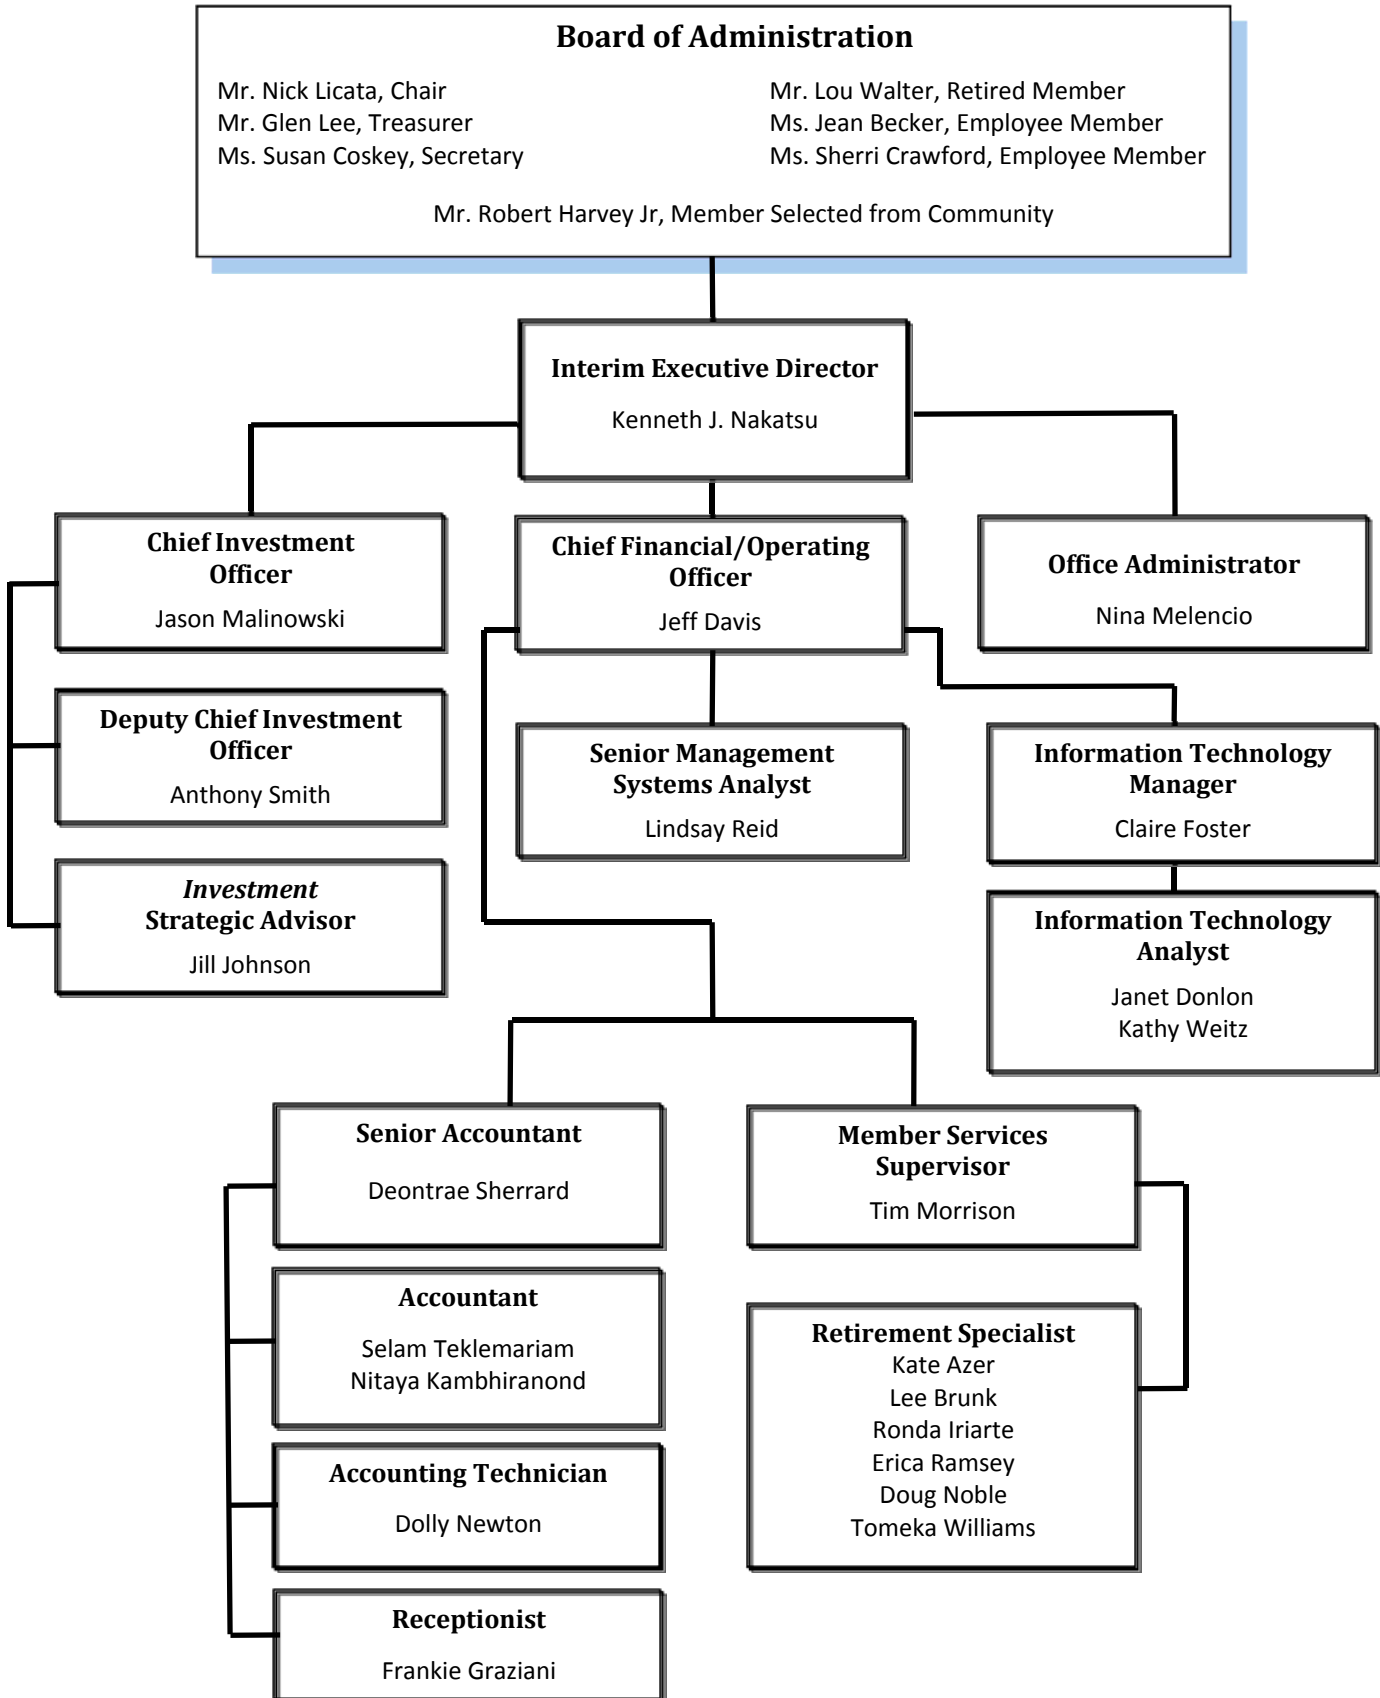 Board of Administration
Mr. Nick Licata, Chair
Mr. Glen Lee, Treasurer
Ms. Susan Coskey, Secretary
Mr. Lou Walter, Retired Member
Ms. Jean Becker, Employee Member
Ms. Sherri Crawford, Employee Member
Mr. Robert Harvey Jr, Member Selected from Community
Interim Executive Director
Kenneth J. Nakatsu
Chief Investment
Officer
Jason Malinowski
Chief Financial/Operating
Officer
Jeff Davis
Office Administrator
Nina Melencio
Deputy Chief Investment
Officer
Anthony Smith
Senior Management
Systems Analyst
Lindsay Reid
Information Technology
Manager
Claire Foster
Investment
Strategic Advisor
Jill Johnson
Information Technology
Analyst
Janet Donlon
Kathy Weitz
Senior Accountant
Deontrae Sherrard
Member Services
Supervisor
Tim Morrison
Accountant
Selam Teklemariam
Nitaya Kambhiranond
Retirement Specialist
Kate Azer
Lee Brunk
Ronda Iriarte
Erica Ramsey
Doug Noble
Tomeka Williams
Accounting Technician
Dolly Newton
Receptionist
Frankie Graziani